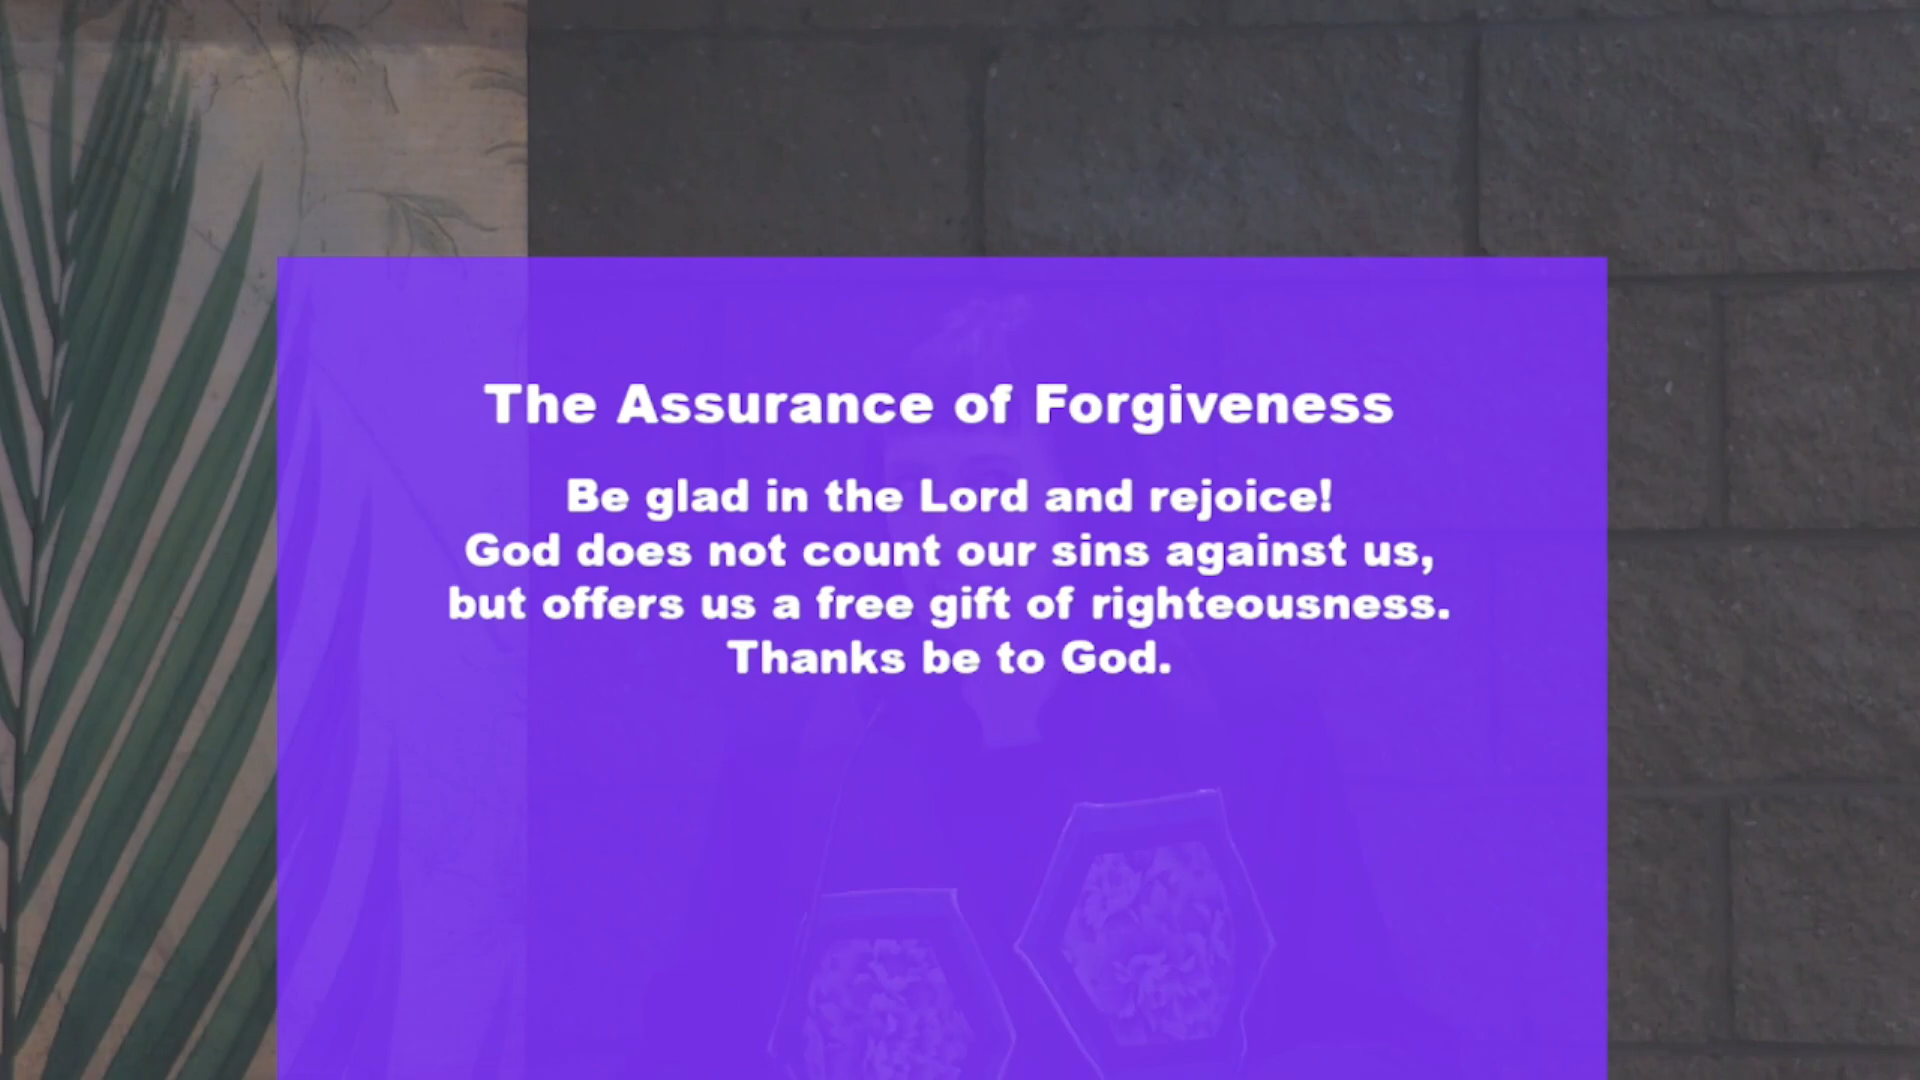 The Assurance of Forgiveness
Be glad in the Lord and rejoice!
God does not count our sins against us,
but offers us a free gift of righteousness.
Thanks be to God.